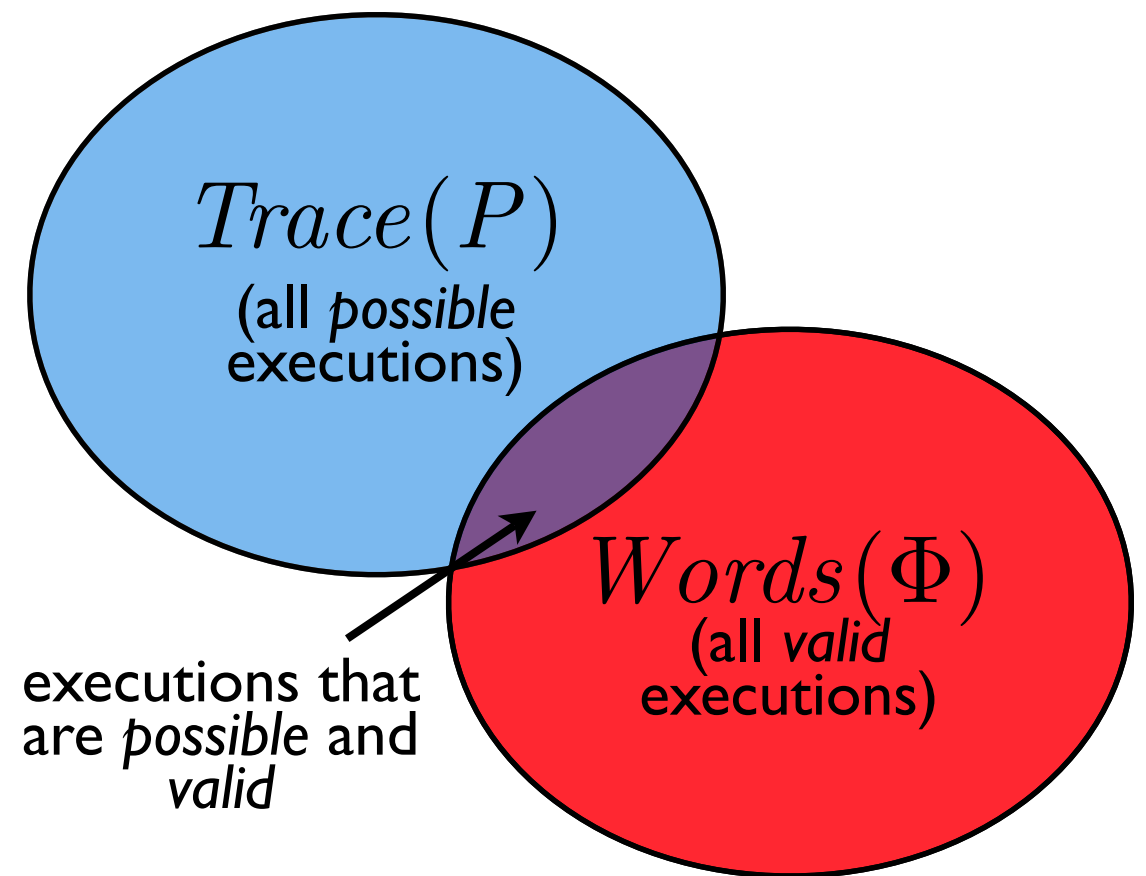 Trace(P)
(all possible
executions)
Words(Φ)
(all valid
executions)
executions that
are possible and
valid